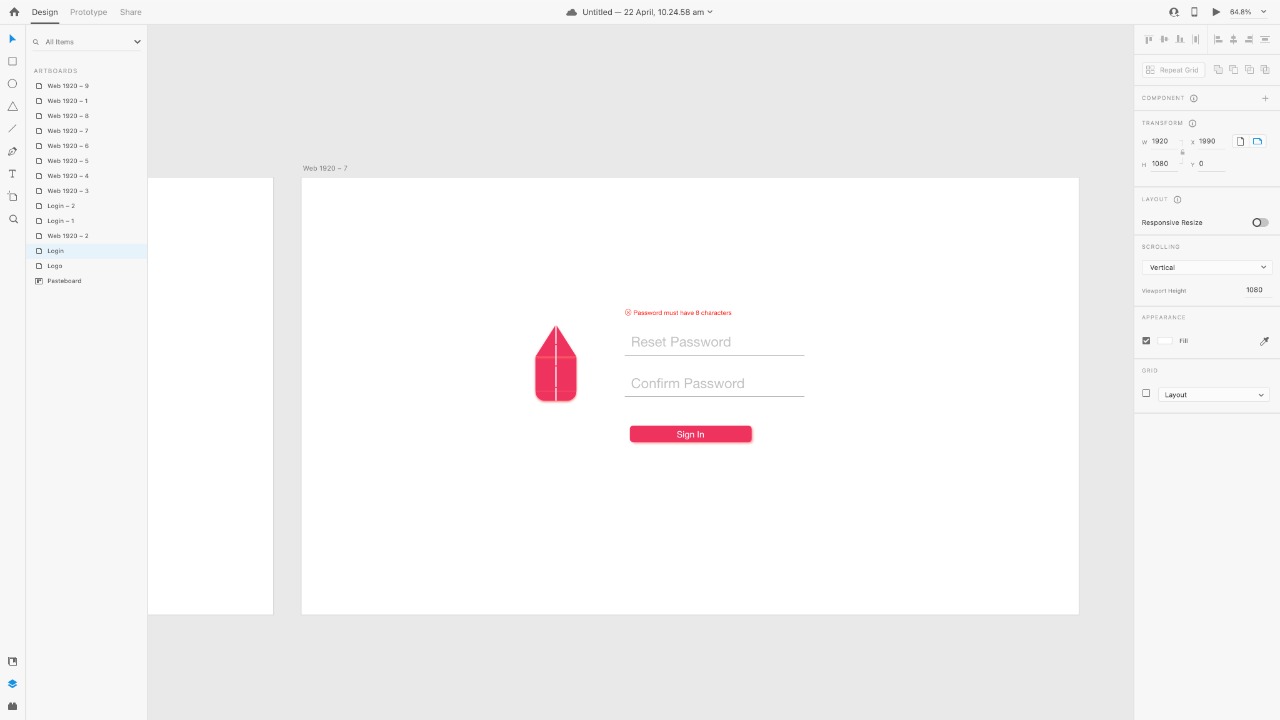 Design Prototype Share
Untitled — 22 April, 10.24.58 am
64.8%
All Items
ARTBOARDS
Web 1920 – 9
Web 1920 – 1
Web 1920 – 8
Web 1920 – 7
Web 1920 – 6
Web 1920 – 5
Web 1920 – 4
Web 1920 – 3
Login – 2
Login – 1
Web 1920 – 2
Login
Logo
Pasteboard
Web 1920 – 7
Password must have 8 characters
Reset Password
Confirm Password
Sign In
Repeat Grid
COMPONENT
TRANSFORM
W 1920 X 1990
H 1080 Y 0
LAYOUT
Responsive Resize
SCROLLING
Vertical
Viewport Height 1080
APPEARANCE
Fill
GRID
Layout